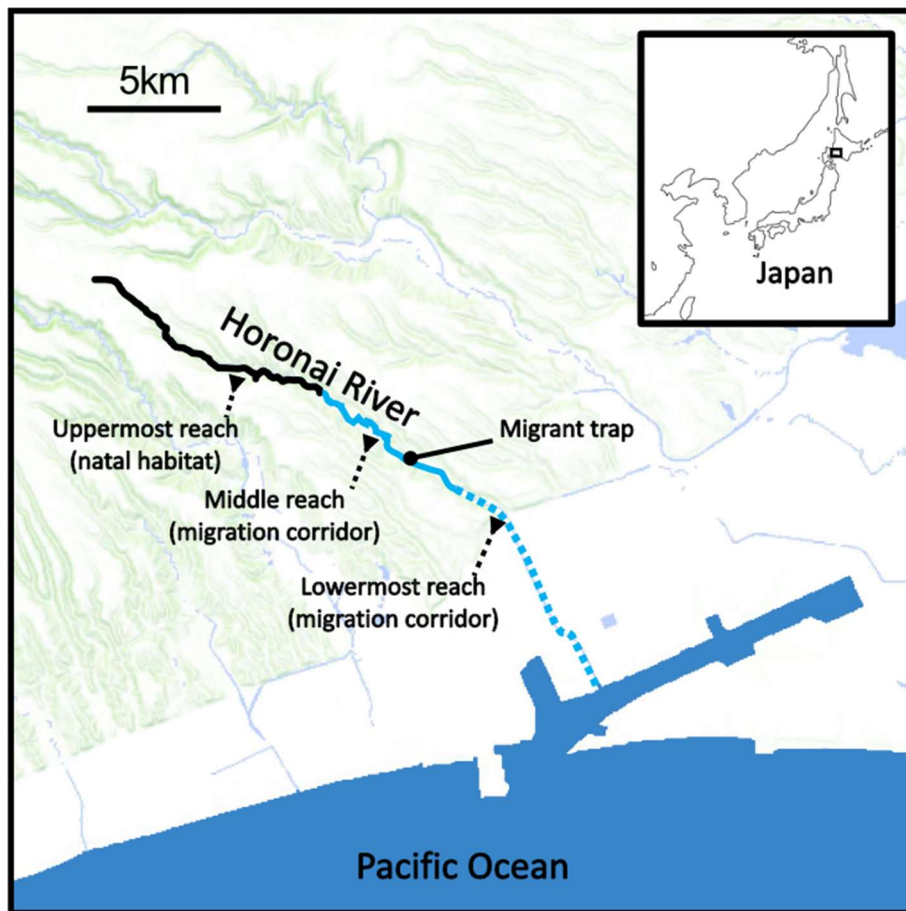 5km
Japan
Horonai River
Uppermost reach
(natal habitat)
Migrant trap
Middle reach
(migration corridor)
Lowermost reach
(migration corridor)
Pacific Ocean